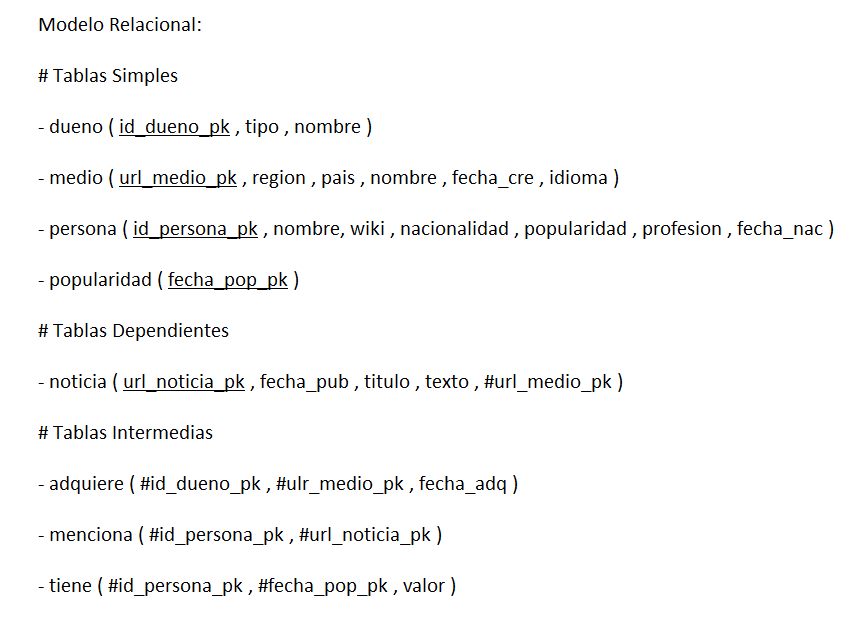 Modelo Relacional:
# Tablas Simples
- dueno ( id_dueno_pk , tipo , nombre )
- medio ( url_medio_pk , region , pais , nombre , fecha_cre , idioma )
- persona ( id_persona_pk , nombre, wiki , nacionalidad , popularidad , profesion , fecha_nac )
- popularidad ( fecha_pop_pk )
# Tablas Dependientes
- noticia ( url_noticia_pk , fecha_pub , titulo , texto , #url_medio_pk )
# Tablas Intermedias
- adquiere ( #id_dueno_pk , #ulr_medio_pk , fecha_adq )
- menciona ( #id_persona_pk , #url_noticia_pk )
- tiene ( #id_persona_pk , #fecha_pop_pk , valor )